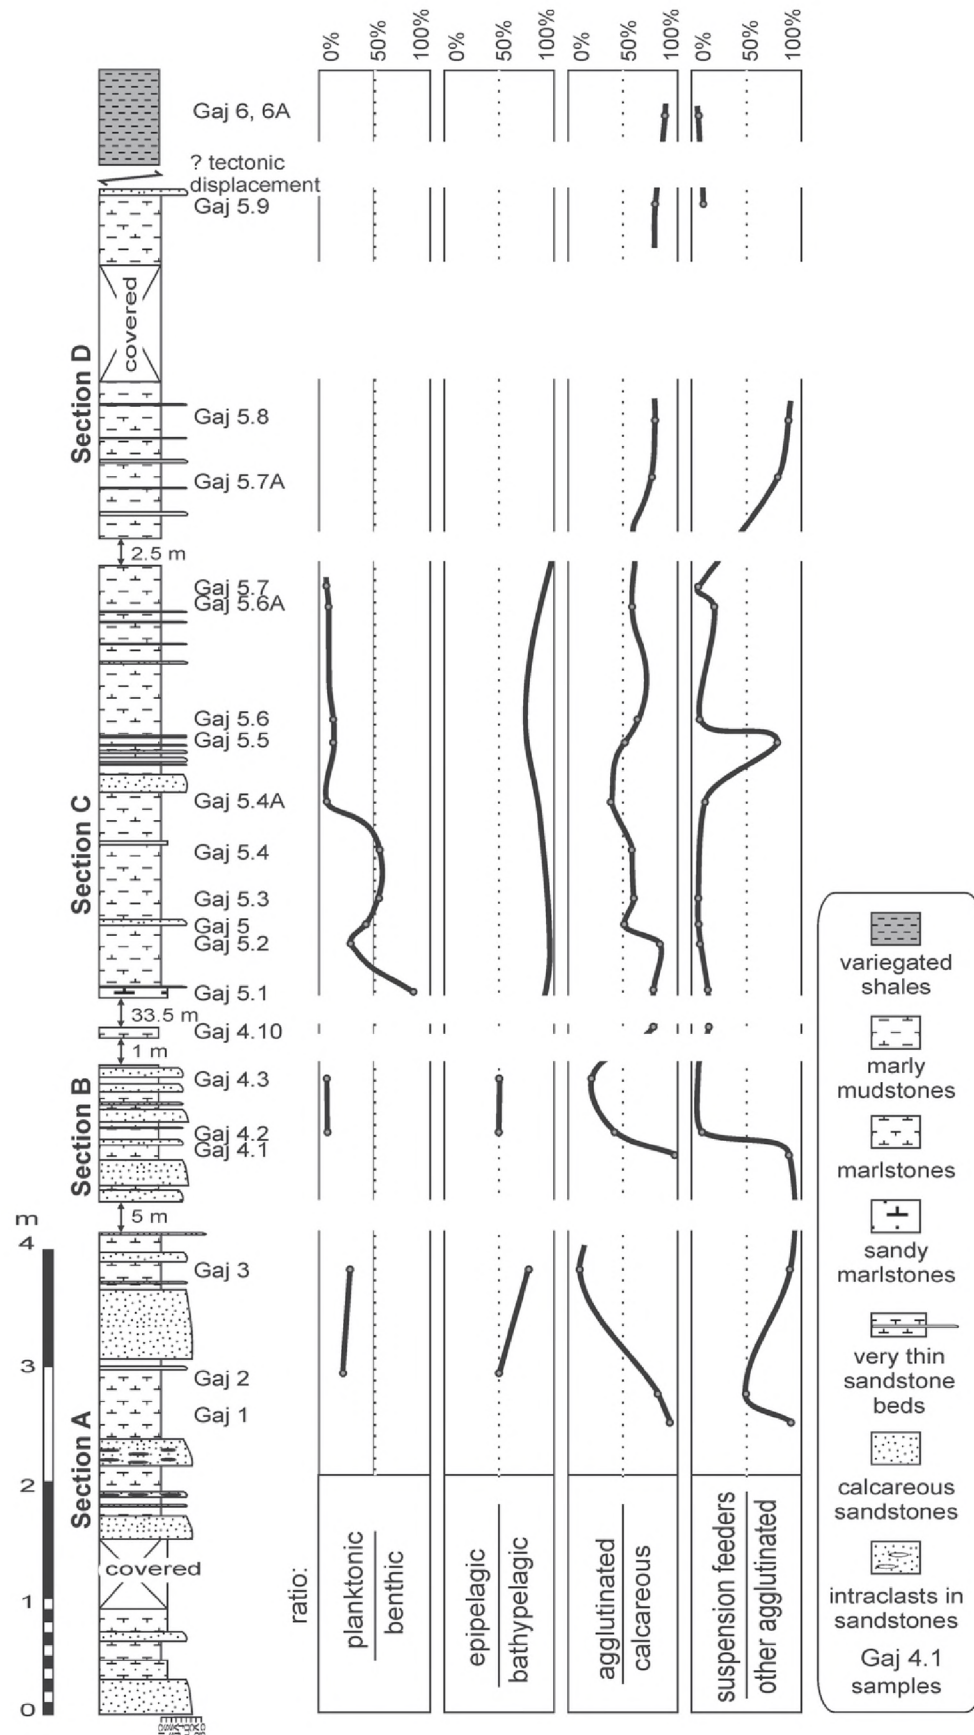 0% 50% 100% 0% 50% 100% 0% 50% 100% 0% 50% 100%
Gaj 6, 6A
? tectonic
displacement
Gaj 5.9
covered
Section D
Gaj 5.8
Gaj 5.7A
2.5 m
Gaj 5.7
Gaj 5.6A
Gaj 5.6
Gaj 5.5
Gaj 5.4A
Section C
Gaj 5.4
Gaj 5.3
Gaj 5
Gaj 5.2
Gaj 5.1
33.5 m
Gaj 4.10
1 m
Section B
Gaj 4.3
Gaj 4.2
Gaj 4.1
5 m
m
4
3
2
1
0
Section A
Gaj 3
Gaj 2
Gaj 1
covered
ratio:
planktonic
benthic
epipelagic
bathypelagic
agglutinated
calcareous
suspension feeders
other agglutinated
variegated
shales
marly
mudstones
marlstones
sandy
marlstones
very thin
sandstone
beds
calcareous
sandstones
intraclasts in
sandstones
Gaj 4.1
samples